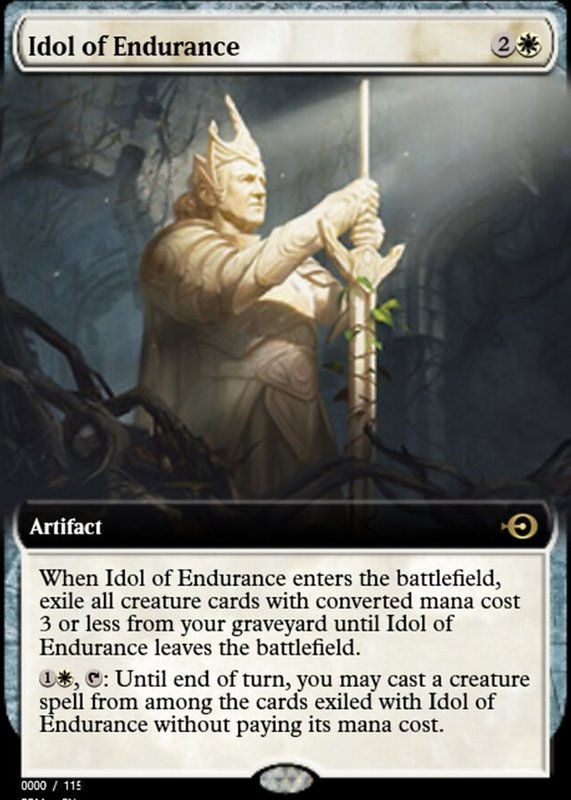 Idol of Endurance
2
Artifact
When Idol of Endurance enters the battlefield,
exile all creature cards with converted mana cost
3 or less from your graveyard until Idol of
Endurance leaves the battlefield.
1, : Until end of turn, you may cast a creature
spell from among the cards exiled with Idol of
Endurance without paying its mana cost.
0000 / 115